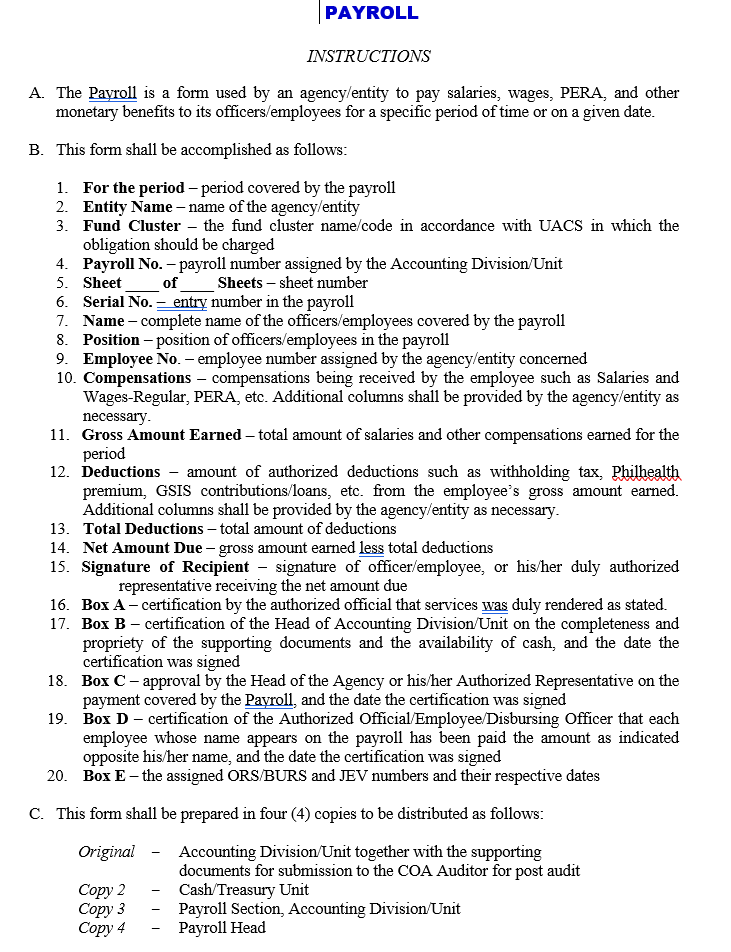 PAYROLL
INSTRUCTIONS
A. The Payroll is a form used by an agency/entity to pay salaries, wages, PERA, and other
monetary benefits to its officers/employees for a specific period of time or on a given date.
B. This form shall be accomplished as follows:
1. For the period – period covered by the payroll
2. Entity Name – name of the agency/entity
3. Fund Cluster – the fund cluster name/code in accordance with UACS in which the
obligation should be charged
4. Payroll No. – payroll number assigned by the Accounting Division/Unit
5. Sheet ____ of ____ Sheets – sheet number
6. Serial No. – entry number in the payroll
7. Name – complete name of the officers/employees covered by the payroll
8. Position – position of officers/employees in the payroll
9. Employee No. – employee number assigned by the agency/entity concerned
10. Compensations – compensations being received by the employee such as Salaries and
Wages-Regular, PERA, etc. Additional columns shall be provided by the agency/entity as
necessary.
11. Gross Amount Earned – total amount of salaries and other compensations earned for the
period
12. Deductions – amount of authorized deductions such as withholding tax, Philhealth
premium, GSIS contributions/loans, etc. from the employee’s gross amount earned.
Additional columns shall be provided by the agency/entity as necessary.
13. Total Deductions – total amount of deductions
14. Net Amount Due – gross amount earned less total deductions
15. Signature of Recipient – signature of officer/employee, or his/her duly authorized
representative receiving the net amount due
16. Box A – certification by the authorized official that services was duly rendered as stated.
17. Box B – certification of the Head of Accounting Division/Unit on the completeness and
propriety of the supporting documents and the availability of cash, and the date the
certification was signed
18. Box C – approval by the Head of the Agency or his/her Authorized Representative on the
payment covered by the Payroll, and the date the certification was signed
19. Box D – certification of the Authorized Official/Employee/Disbursing Officer that each
employee whose name appears on the payroll has been paid the amount as indicated
opposite his/her name, and the date the certification was signed
20. Box E – the assigned ORS/BURS and JEV numbers and their respective dates
C. This form shall be prepared in four (4) copies to be distributed as follows:
Original – Accounting Division/Unit together with the supporting
documents for submission to the COA Auditor for post audit
Copy 2 – Cash/Treasury Unit
Copy 3 – Payroll Section, Accounting Division/Unit
Copy 4 – Payroll Head